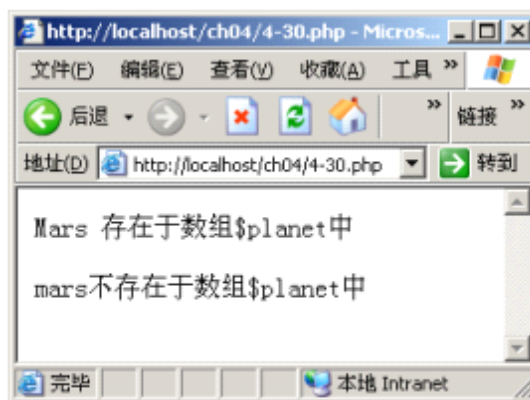 http://localhost/ch04/4-30.php - Micros...
文件(F) 编辑(E) 查看(V) 收藏(A) 工具 »
后退 » 链接 »
地址(D) http://localhost/ch04/4-30.php 转到
Mars 存在于数组$planet中
mars不存在于数组$planet中
完毕 本地 Intranet